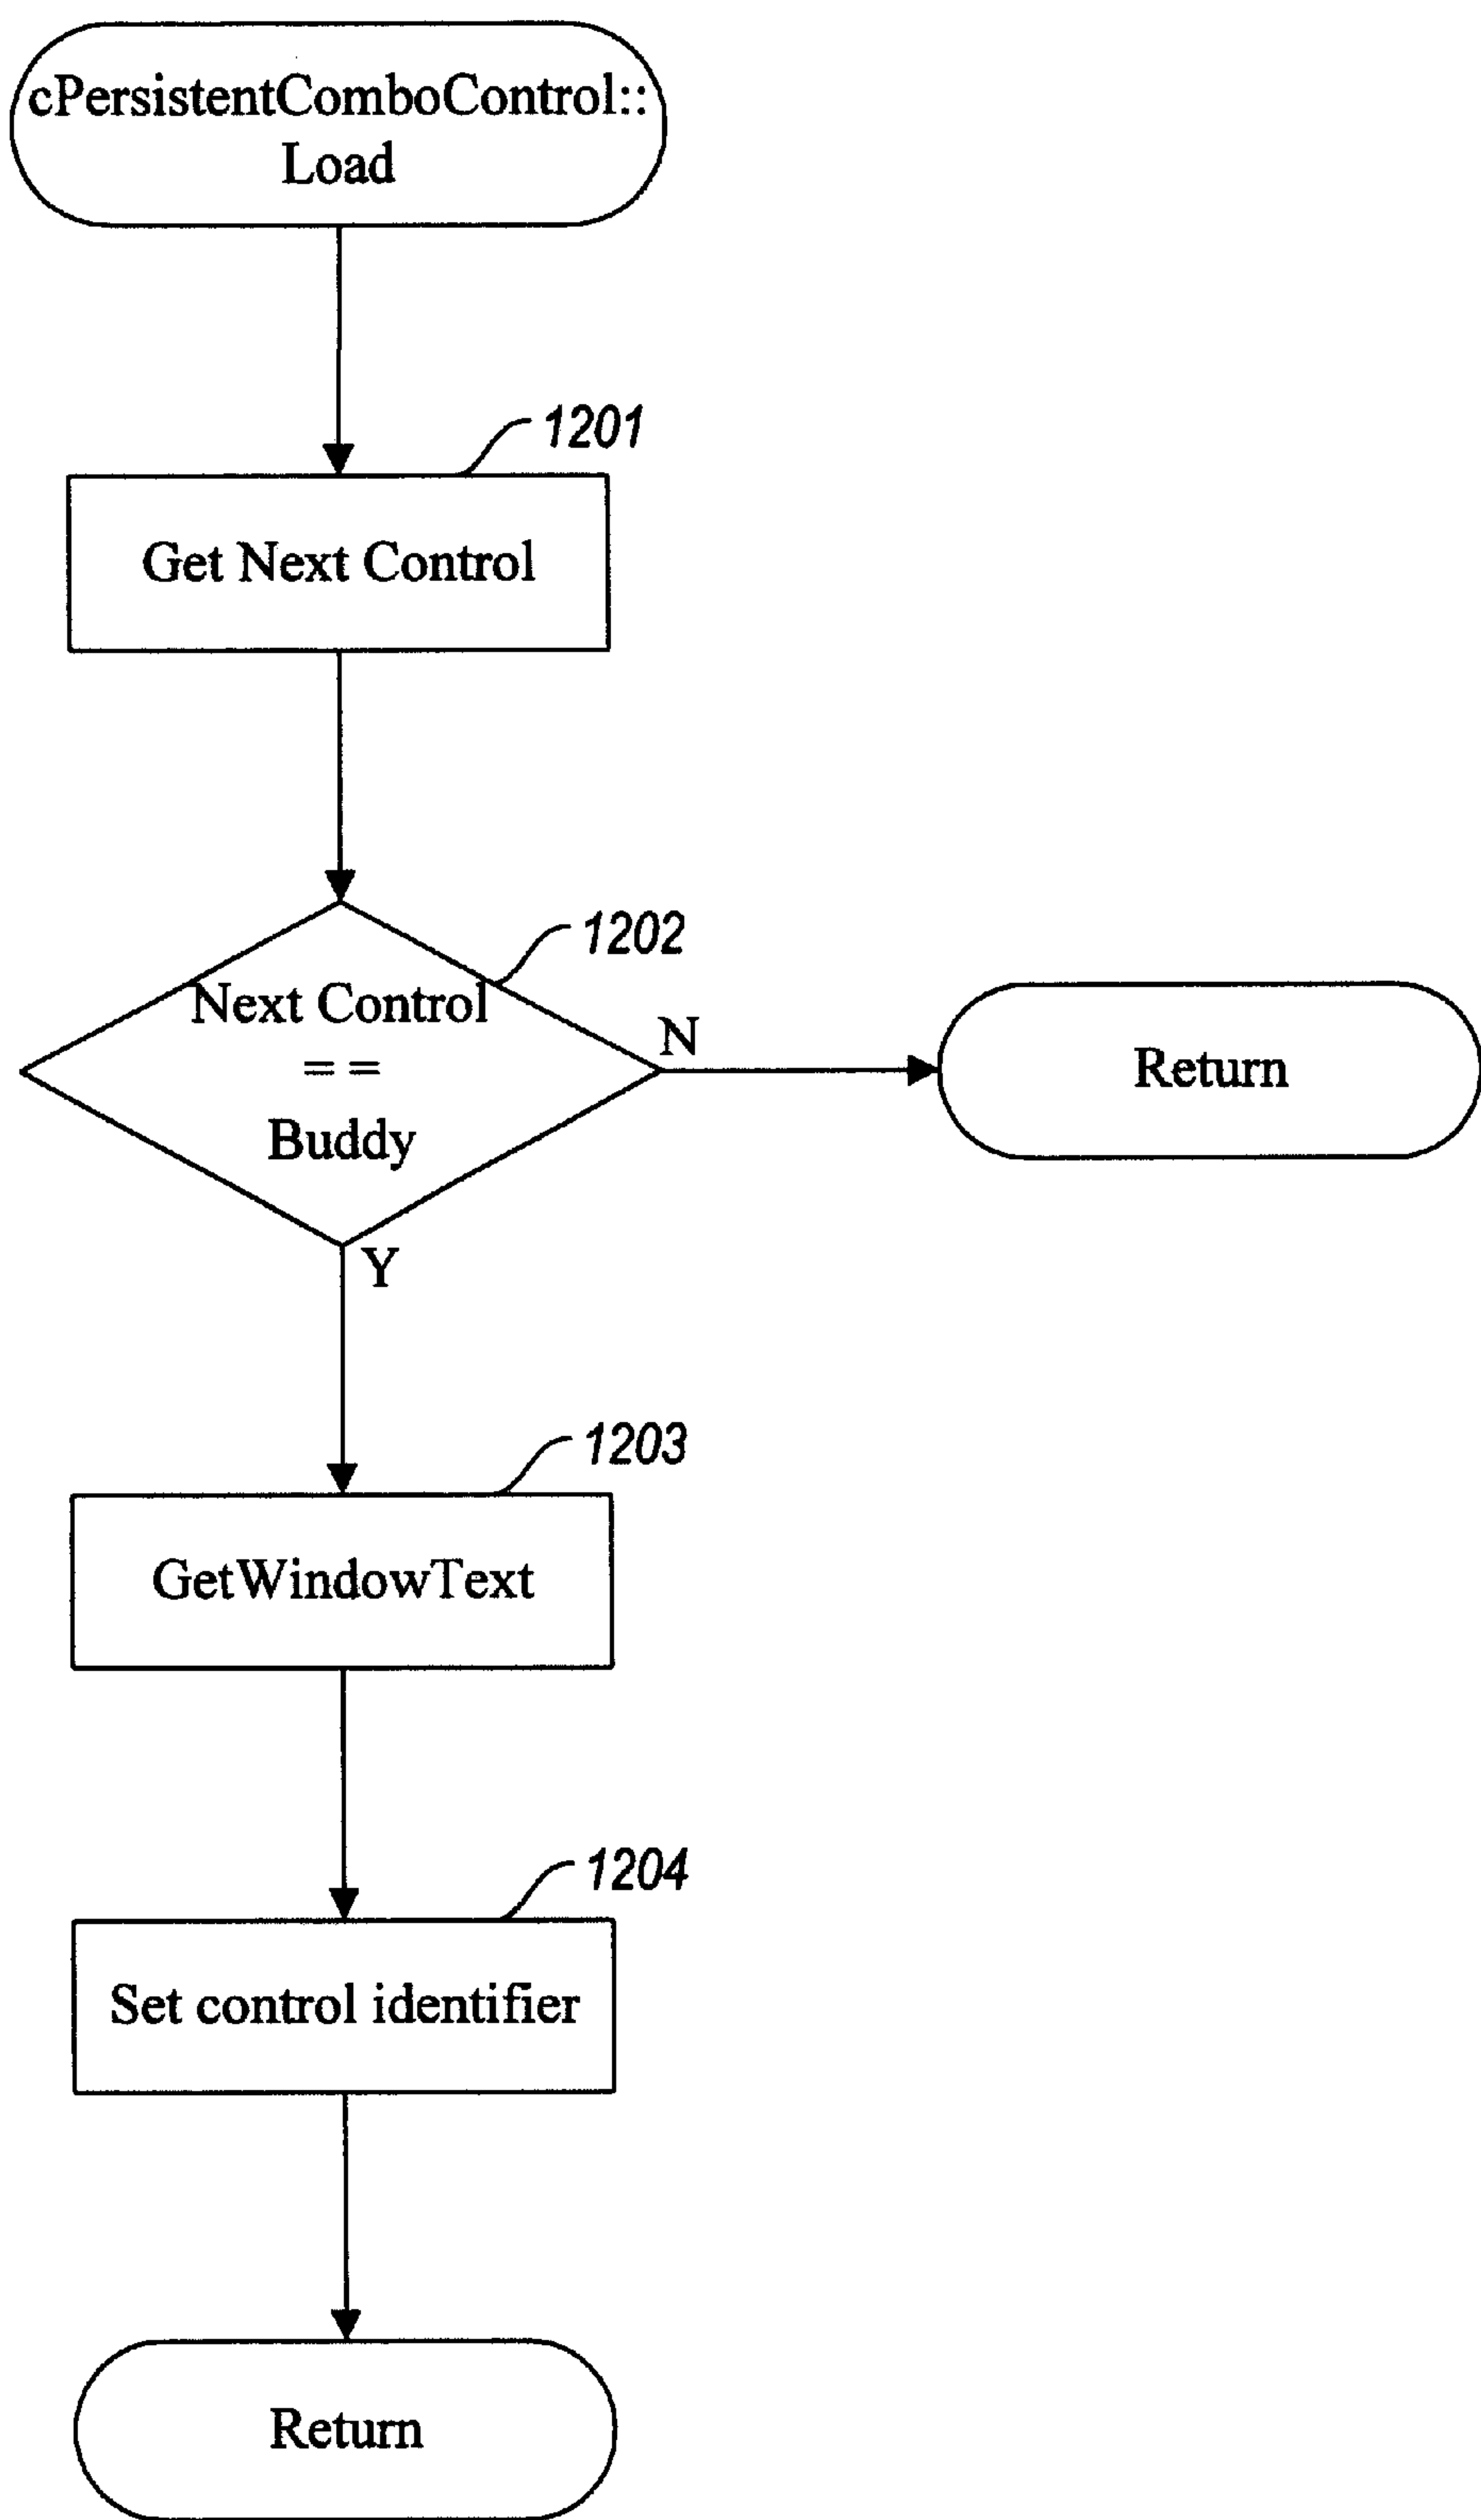 cPersistentComboControl::
Load
1201
Get Next Control
1202
Next Control
==
Buddy
N
Return
Y
1203
GetWindowText
1204
Set control identifier
Return